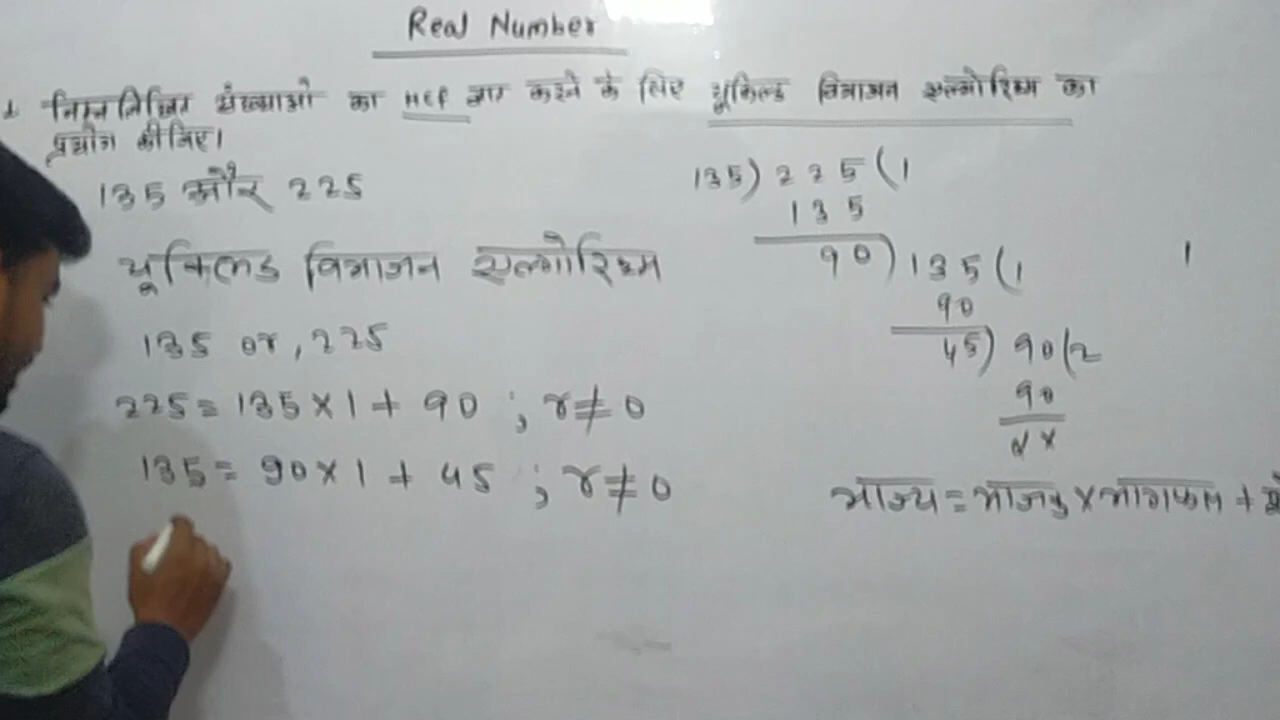 Real Number
निम्नलिखित संख्याओ का HCF ज्ञात करने के लिए यूक्लिड विभाजन एल्गोरिथ्म का
प्रयोग कीजिए।
135 और 225
यूक्लिड विभाजन एल्गोरिथ्म
135 or, 225
225 = 135 × 1 + 90 ; r ≠ 0
135 = 90 × 1 + 45 ; r ≠ 0
135) 225 (1
135
90) 135 (1
90
45) 90 (2
90
××
1
भाज्य = भाजक × भागफल +